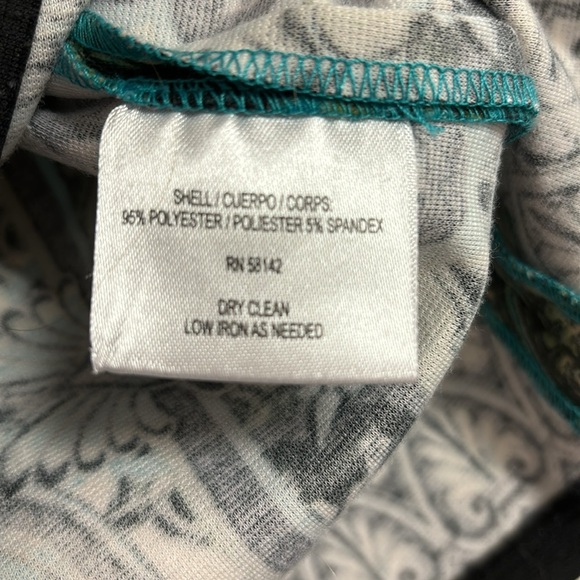 SHELL / CUERPO / CORPS:
95% POLYESTER / POLIESTER 5% SPANDEX
RN 58142
DRY CLEAN
LOW IRON AS NEEDED